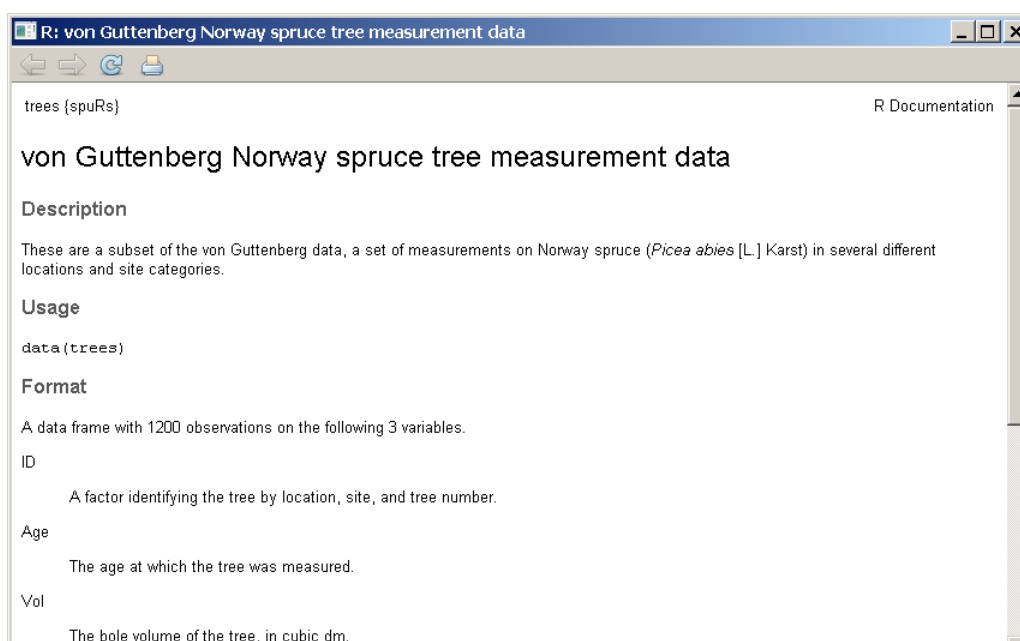 R: von Guttenberg Norway spruce tree measurement data
trees {spuRs}
R Documentation
von Guttenberg Norway spruce tree measurement data
Description
These are a subset of the von Guttenberg data, a set of measurements on Norway spruce (Picea abies [L.] Karst) in several different
locations and site categories.
Usage
data(trees)
Format
A data frame with 1200 observations on the following 3 variables.
ID
A factor identifying the tree by location, site, and tree number.
Age
The age at which the tree was measured.
Vol
The bole volume of the tree, in cubic dm.